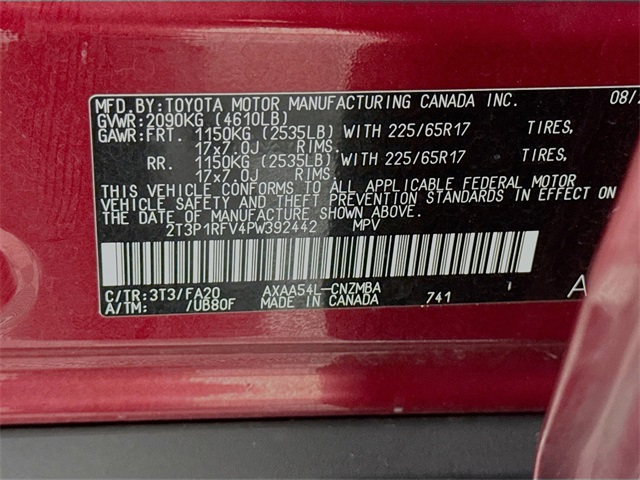 MFD.BY:TOYOTA MOTOR MANUFACTURING CANADA INC. 08/
GVWR:2090KG (4610LB)
GAWR:FRT. 1150KG (2535LB) WITH 225/65R17 TIRES,
17x7.0J RIMS.
RR. 1150KG (2535LB) WITH 225/65R17 TIRES,
17x7.0J RIMS.
THIS VEHICLE CONFORMS TO ALL APPLICABLE FEDERAL MOTOR
VEHICLE SAFETY AND THEFT PREVENTION STANDARDS IN EFFECT ON
THE DATE OF MANUFACTURE SHOWN ABOVE.
2T3P1RFV4PW392442 MPV
C/TR:3T3/FA20 AXAA54L-CNZMBA
A/TM: /UB80F MADE IN CANADA 741